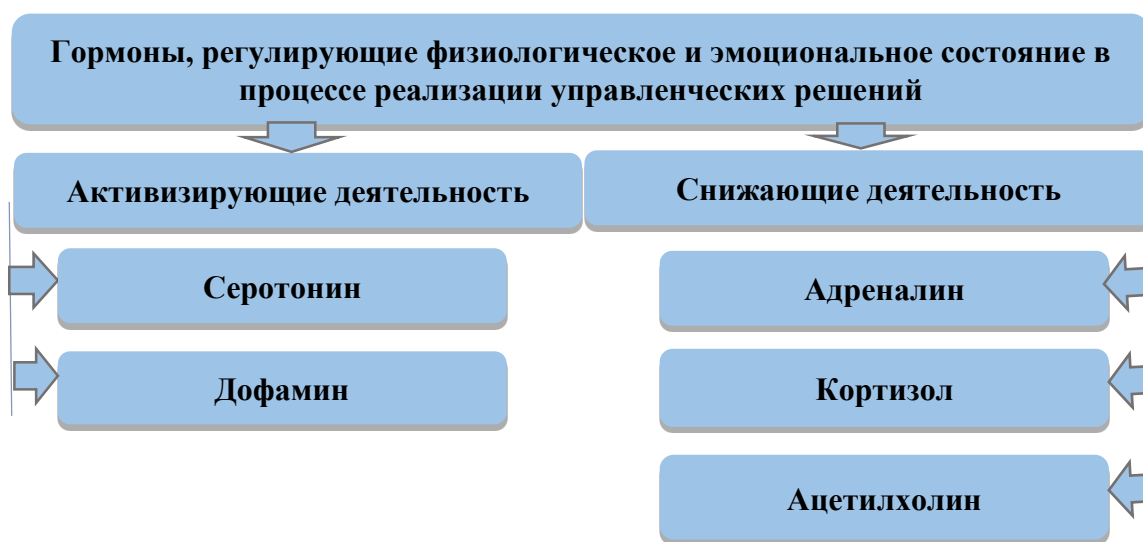 Гормоны, регулирующие физиологическое и эмоциональное состояние в
процессе реализации управленческих решений
Активизирующие деятельность
Снижающие деятельность
Серотонин
Адреналин
Дофамин
Кортизол
Ацетилхолин